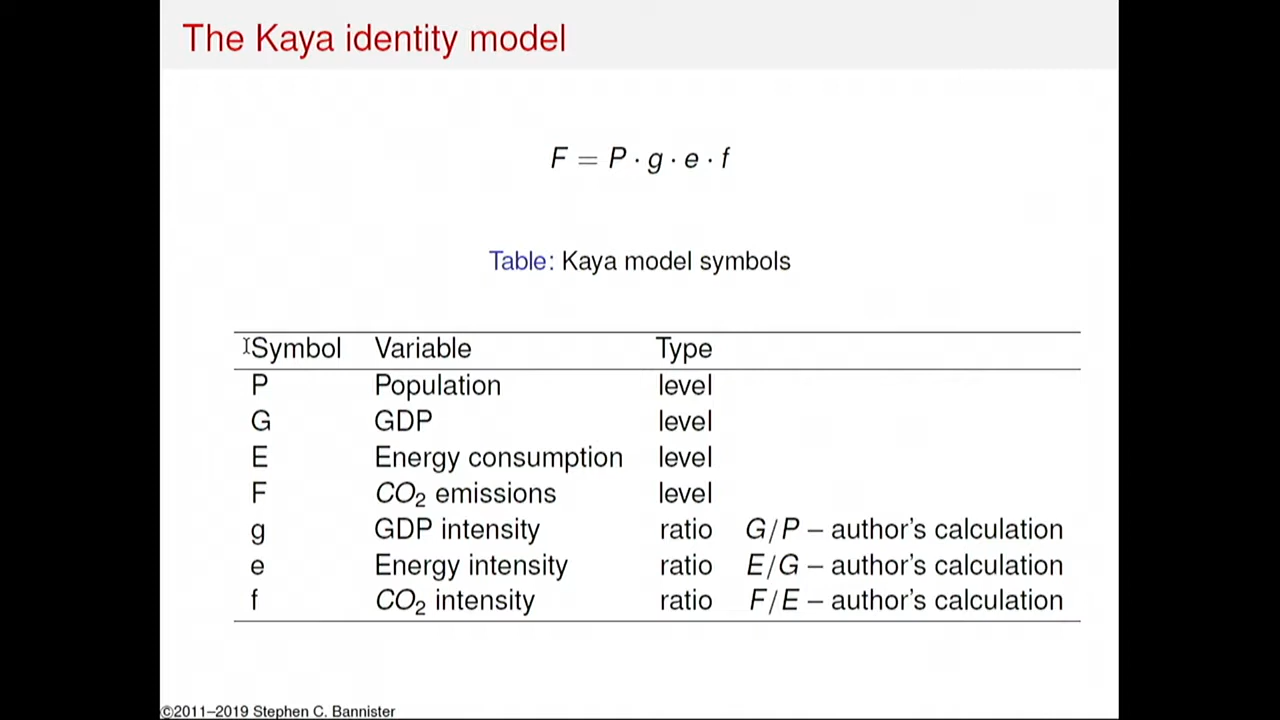 The Kaya identity model
F = P · g · e · f
Table: Kaya model symbols
Symbol Variable Type
P Population level
G GDP level
E Energy consumption level
F CO₂ emissions level
g GDP intensity ratio G/P – author's calculation
e Energy intensity ratio E/G – author's calculation
f CO₂ intensity ratio F/E – author's calculation
©2011–2019 Stephen C. Bannister